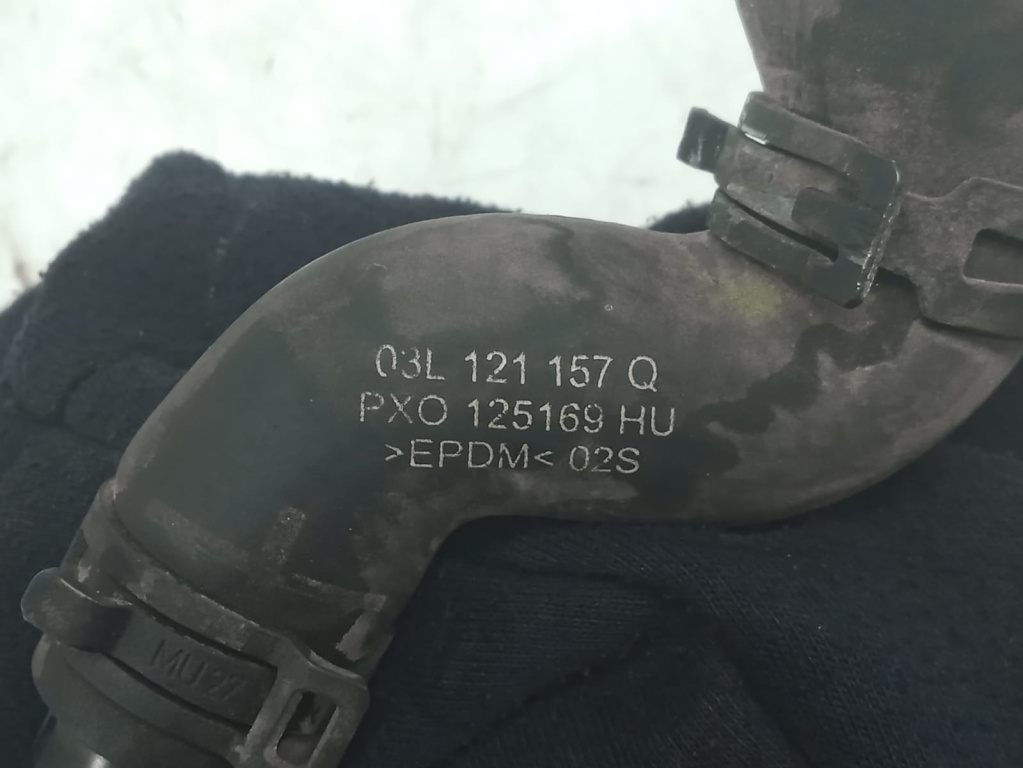 03L 121 157 Q
PXO 125169 HU
>EPDM< 02S
MU 27